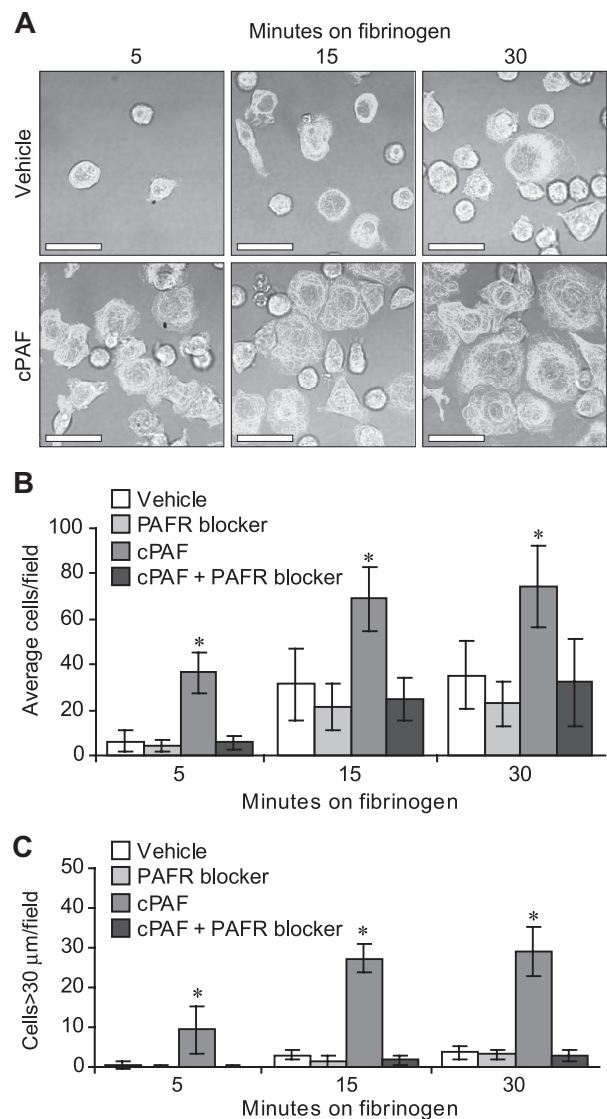 A
Minutes on fibrinogen
5 15 30
Vehicle
cPAF
B
Vehicle
PAFR blocker
cPAF
cPAF + PAFR blocker
Average cells/field
100
80
60
40
20
0
* * *
5 15 30
Minutes on fibrinogen
C
Vehicle
PAFR blocker
cPAF
cPAF + PAFR blocker
Cells>30 μm/field
50
40
30
20
10
0
* * *
5 15 30
Minutes on fibrinogen